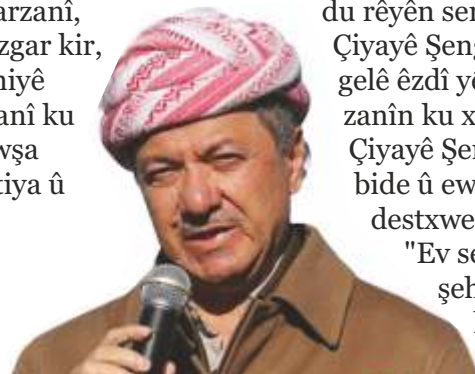 arzanî,
zgar kir,
niyê
anî ku
wşa
tiya û
du rêyên ser
Çiyayê Şeng
gelê êzdî yê
zanîn ku x
Çiyayê Şer
bide û ew
destxwe
"Ev se
şeh